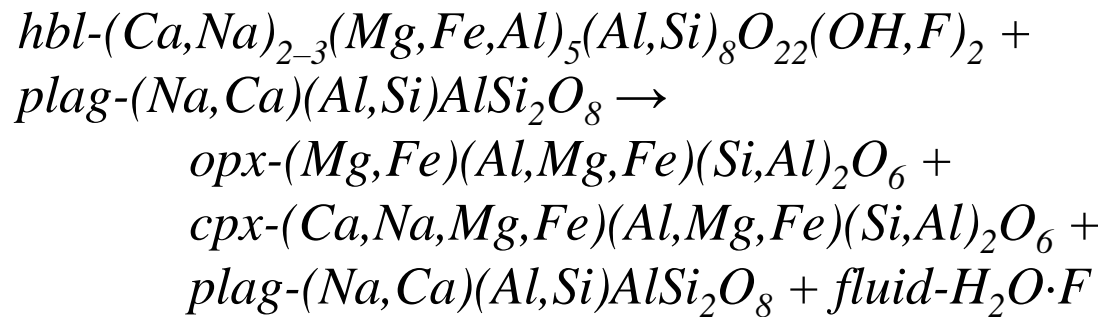 hbl-(Ca,Na)₂₋₃(Mg,Fe,Al)₅(Al,Si)₈O₂₂(OH,F)₂ +
plag-(Na,Ca)(Al,Si)AlSi₂O₈ →
opx-(Mg,Fe)(Al,Mg,Fe)(Si,Al)₂O₆ +
cpx-(Ca,Na,Mg,Fe)(Al,Mg,Fe)(Si,Al)₂O₆ +
plag-(Na,Ca)(Al,Si)AlSi₂O₈ + fluid-H₂O·F